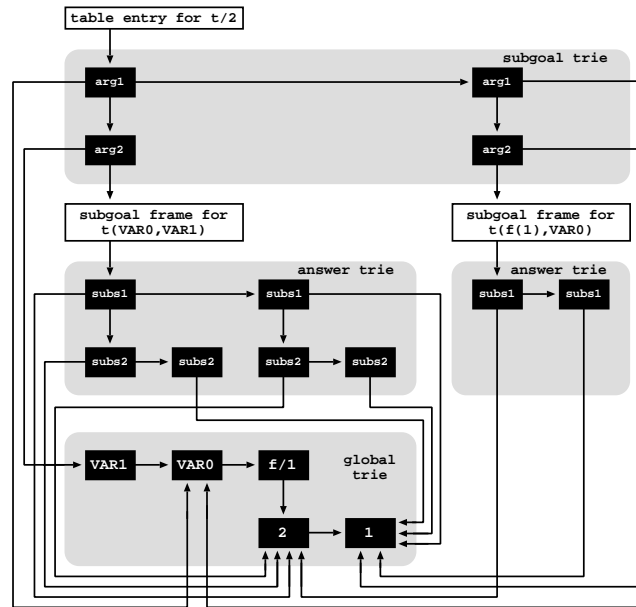 table entry for t/2
subgoal trie
arg1
arg1
arg2
arg2
subgoal frame for
t(VAR0,VAR1)
subgoal frame for
t(f(1),VAR0)
answer trie
answer trie
subs1
subs1
subs1
subs1
subs2
subs2
subs2
subs2
global
trie
VAR1
VAR0
f/1
2
1